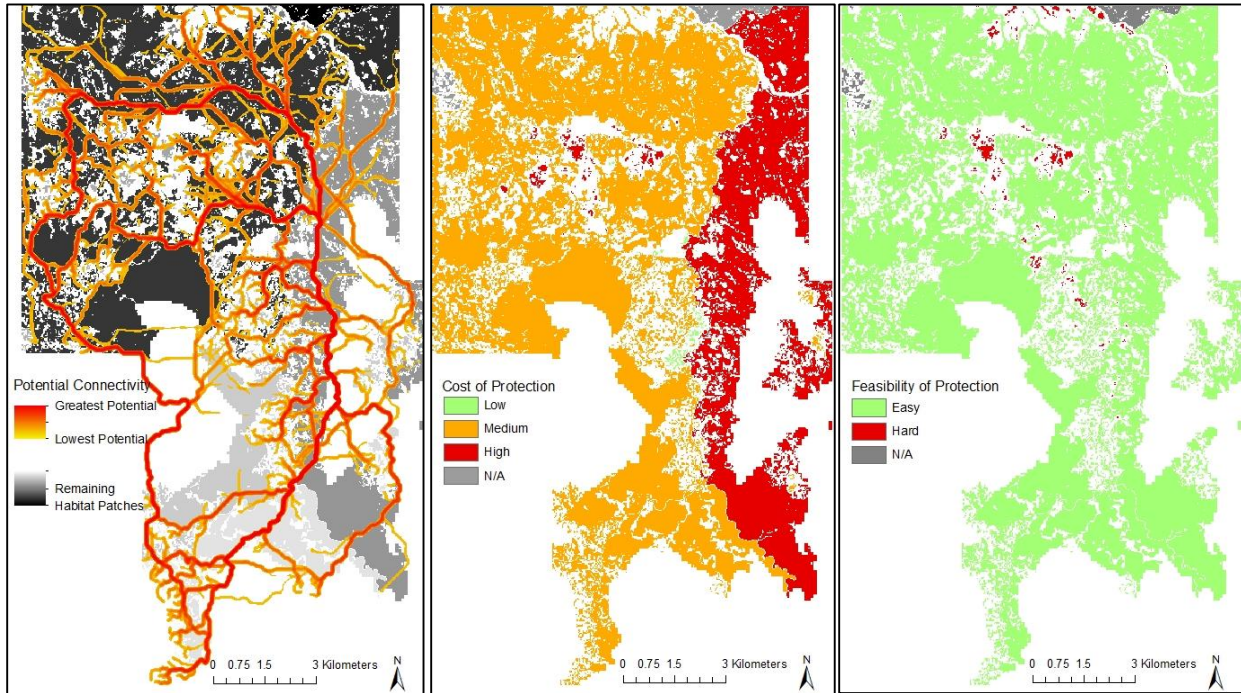 Potential Connectivity
Greatest Potential
Lowest Potential
Remaining
Habitat Patches
0 0.75 1.5 3 Kilometers
N
Cost of Protection
Low
Medium
High
N/A
0 0.75 1.5 3 Kilometers
N
Feasibility of Protection
Easy
Hard
N/A
0 0.75 1.5 3 Kilometers
N